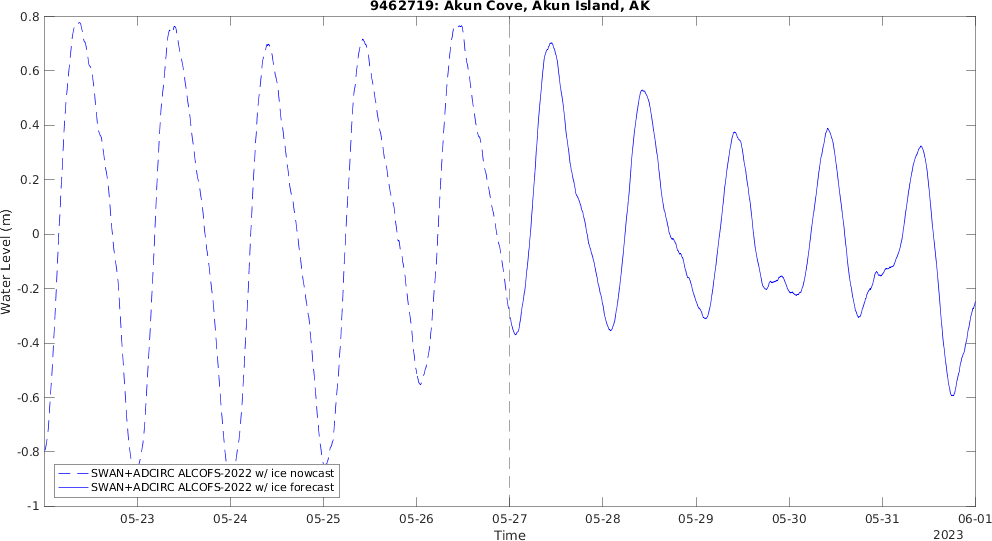 9462719: Akun Cove, Akun Island, AK
0.8
0.6
0.4
0.2
0
-0.2
-0.4
-0.6
-0.8
-1
Water Level (m)
SWAN+ADCIRC ALCOFS-2022 w/ ice nowcast
SWAN+ADCIRC ALCOFS-2022 w/ ice forecast
05-23 05-24 05-25 05-26 05-27 05-28 05-29 05-30 05-31 06-01
Time
2023